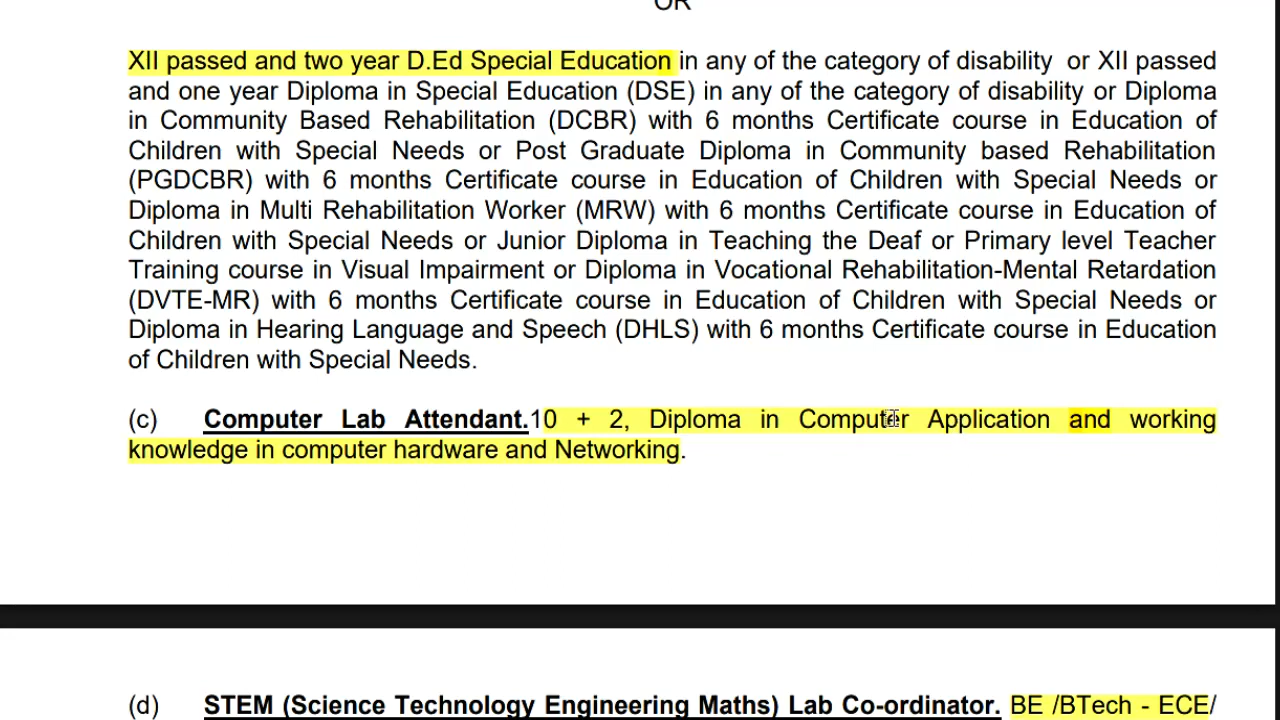 OR
XII passed and two year D.Ed Special Education in any of the category of disability or XII passed
and one year Diploma in Special Education (DSE) in any of the category of disability or Diploma
in Community Based Rehabilitation (DCBR) with 6 months Certificate course in Education of
Children with Special Needs or Post Graduate Diploma in Community based Rehabilitation
(PGDCBR) with 6 months Certificate course in Education of Children with Special Needs or
Diploma in Multi Rehabilitation Worker (MRW) with 6 months Certificate course in Education of
Children with Special Needs or Junior Diploma in Teaching the Deaf or Primary level Teacher
Training course in Visual Impairment or Diploma in Vocational Rehabilitation-Mental Retardation
(DVTE-MR) with 6 months Certificate course in Education of Children with Special Needs or
Diploma in Hearing Language and Speech (DHLS) with 6 months Certificate course in Education
of Children with Special Needs.
(c) Computer Lab Attendant.10 + 2, Diploma in Computer Application and working
knowledge in computer hardware and Networking.
(d) STEM (Science Technology Engineering Maths) Lab Co-ordinator. BE /BTech - ECE/